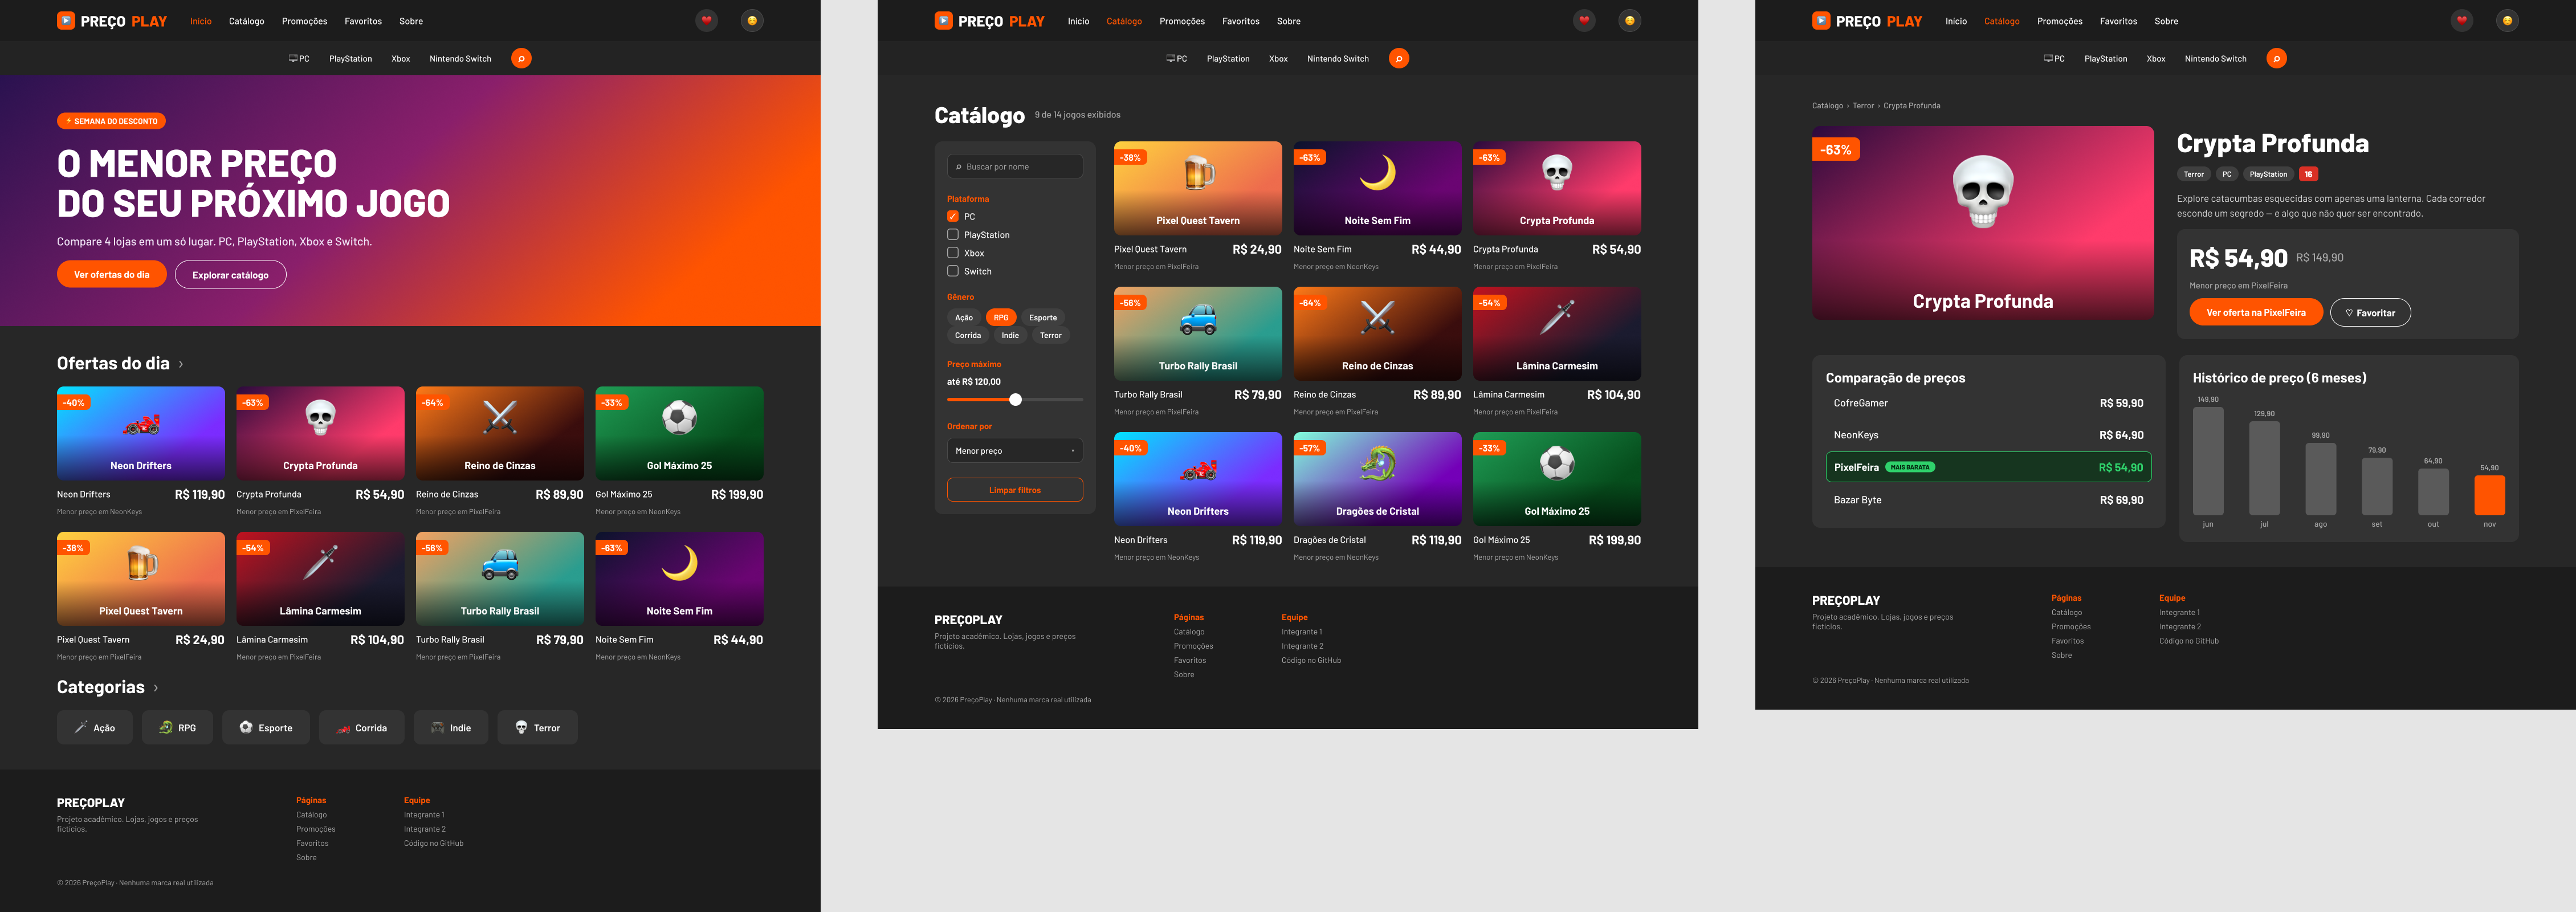 PREÇO PLAY
Início
Catálogo
Promoções
Favoritos
Sobre
PC
PlayStation
Xbox
Nintendo Switch
SEMANA DO DESCONTO
O MENOR PREÇO
DO SEU PRÓXIMO JOGO
Compare 4 lojas em um só lugar. PC, PlayStation, Xbox e Switch.
Ver ofertas do dia
Explorar catálogo
Ofertas do dia ›
-40%
Neon Drifters
Neon Drifters R$ 119,90
Menor preço em NeonKeys
-63%
Crypta Profunda
Crypta Profunda R$ 54,90
Menor preço em PixelFeira
-64%
Reino de Cinzas
Reino de Cinzas R$ 89,90
Menor preço em PixelFeira
-33%
Gol Máximo 25
Gol Máximo 25 R$ 199,90
Menor preço em NeonKeys
-38%
Pixel Quest Tavern
Pixel Quest Tavern R$ 24,90
Menor preço em PixelFeira
-54%
Lâmina Carmesim
Lâmina Carmesim R$ 104,90
Menor preço em PixelFeira
-56%
Turbo Rally Brasil
Turbo Rally Brasil R$ 79,90
Menor preço em PixelFeira
-63%
Noite Sem Fim
Noite Sem Fim R$ 44,90
Menor preço em NeonKeys
Categorias ›
Ação
RPG
Esporte
Corrida
Indie
Terror
PREÇOPLAY
Projeto acadêmico. Lojas, jogos e preços
fictícios.
Páginas
Catálogo
Promoções
Favoritos
Sobre
Equipe
Integrante 1
Integrante 2
Código no GitHub
© 2026 PreçoPlay · Nenhuma marca real utilizada
PREÇO PLAY
Início
Catálogo
Promoções
Favoritos
Sobre
PC
PlayStation
Xbox
Nintendo Switch
Catálogo
9 de 14 jogos exibidos
Buscar por nome
Plataforma
PC
PlayStation
Xbox
Switch
Gênero
Ação
RPG
Esporte
Corrida
Indie
Terror
Preço máximo
até R$ 120,00
Ordenar por
Menor preço
Limpar filtros
-38%
Pixel Quest Tavern
Pixel Quest Tavern R$ 24,90
Menor preço em PixelFeira
-63%
Noite Sem Fim
Noite Sem Fim R$ 44,90
Menor preço em NeonKeys
-63%
Crypta Profunda
Crypta Profunda R$ 54,90
Menor preço em PixelFeira
-56%
Turbo Rally Brasil
Turbo Rally Brasil R$ 79,90
Menor preço em PixelFeira
-64%
Reino de Cinzas
Reino de Cinzas R$ 89,90
Menor preço em PixelFeira
-54%
Lâmina Carmesim
Lâmina Carmesim R$ 104,90
Menor preço em PixelFeira
-40%
Neon Drifters
Neon Drifters R$ 119,90
Menor preço em NeonKeys
-57%
Dragões de Cristal
Dragões de Cristal R$ 119,90
Menor preço em NeonKeys
-33%
Gol Máximo 25
Gol Máximo 25 R$ 199,90
Menor preço em NeonKeys
PREÇOPLAY
Projeto acadêmico. Lojas, jogos e preços
fictícios.
Páginas
Catálogo
Promoções
Favoritos
Sobre
Equipe
Integrante 1
Integrante 2
Código no GitHub
© 2026 PreçoPlay · Nenhuma marca real utilizada
PREÇO PLAY
Início
Catálogo
Promoções
Favoritos
Sobre
PC
PlayStation
Xbox
Nintendo Switch
Catálogo › Terror › Crypta Profunda
-63%
Crypta Profunda
Crypta Profunda
Terror
PC
PlayStation
16
Explore catacumbas esquecidas com apenas uma lanterna. Cada corredor
esconde um segredo — e algo que não quer ser encontrado.
R$ 54,90 R$ 149,90
Menor preço em PixelFeira
Ver oferta na PixelFeira
♡ Favoritar
Comparação de preços
CofreGamer R$ 59,90
NeonKeys R$ 64,90
PixelFeira MAIS BARATA R$ 54,90
Bazar Byte R$ 69,90
Histórico de preço (6 meses)
149,90
129,90
99,90
79,90
64,90
54,90
jun
jul
ago
set
out
nov
PREÇOPLAY
Projeto acadêmico. Lojas, jogos e preços
fictícios.
Páginas
Catálogo
Promoções
Favoritos
Sobre
Equipe
Integrante 1
Integrante 2
Código no GitHub
© 2026 PreçoPlay · Nenhuma marca real utilizada